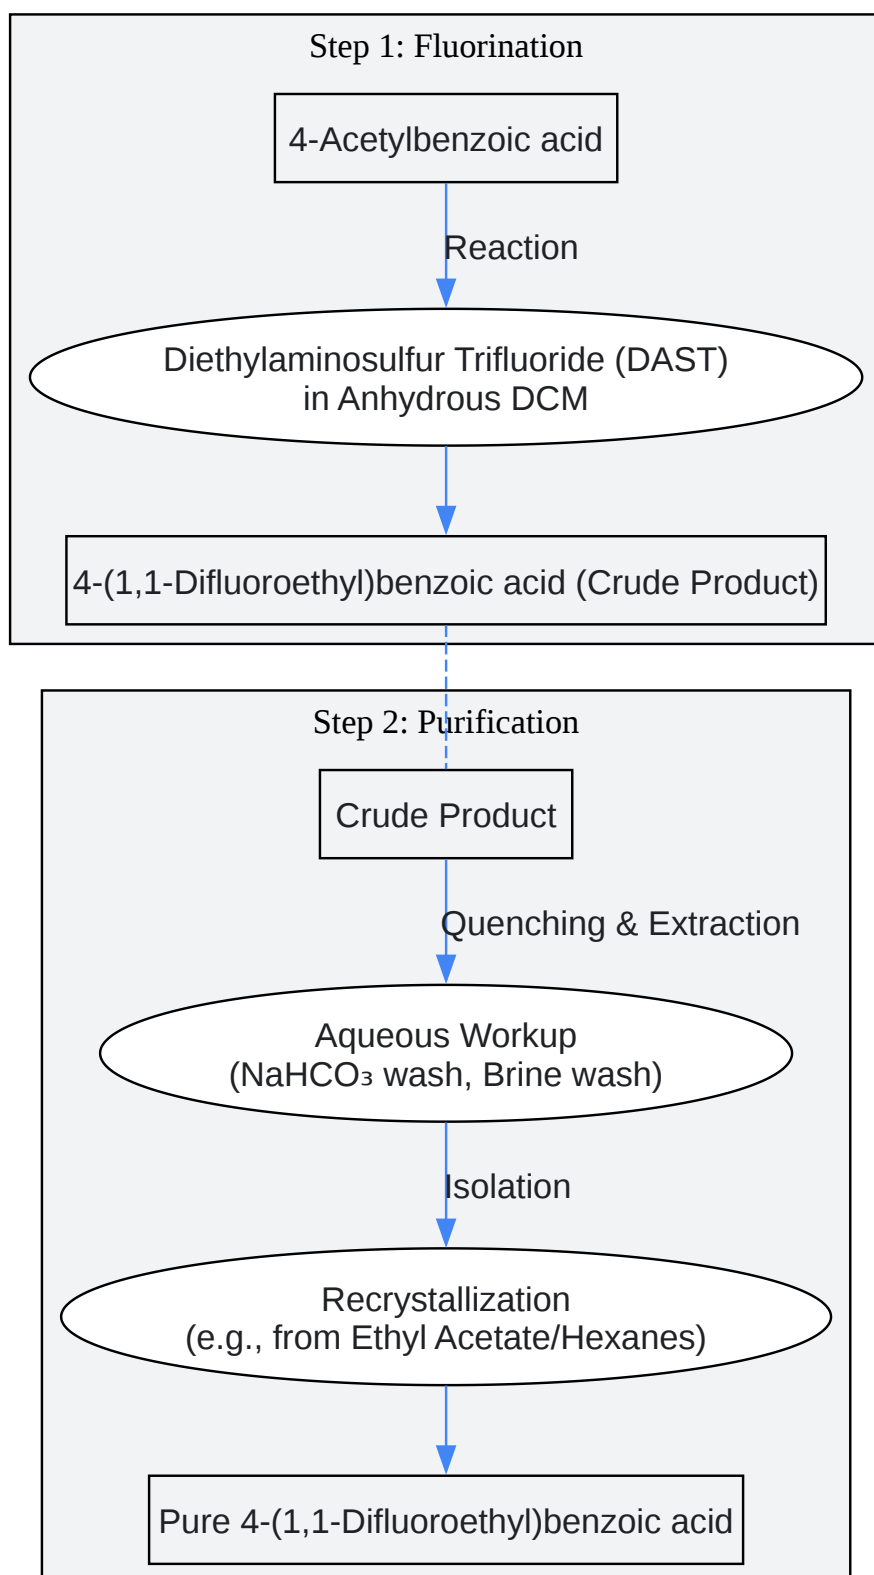 Step 1: Fluorination
4-Acetylbenzoic acid
Reaction
Diethylaminosulfur Trifluoride (DAST)
in Anhydrous DCM
4-(1,1-Difluoroethyl)benzoic acid (Crude Product)
Step 2: Purification
Crude Product
Quenching & Extraction
Aqueous Workup
(NaHCO₃ wash, Brine wash)
Isolation
Recrystallization
(e.g., from Ethyl Acetate/Hexanes)
Pure 4-(1,1-Difluoroethyl)benzoic acid